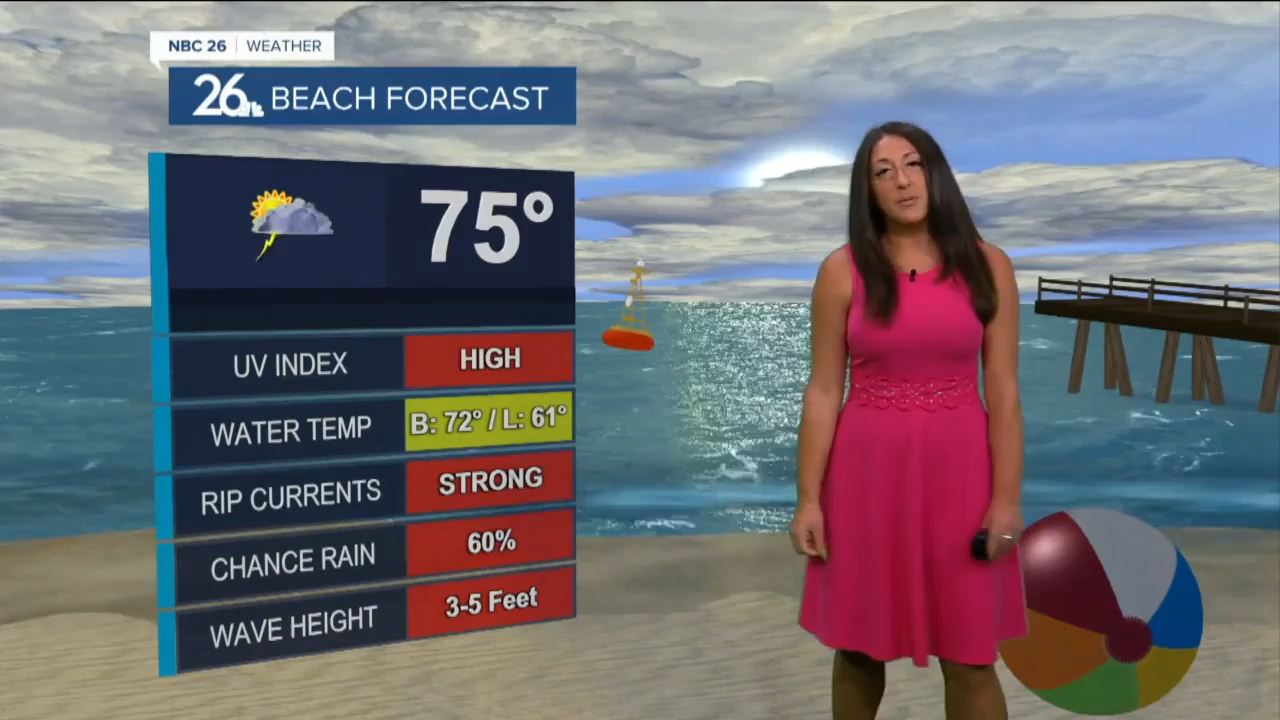 NBC 26 | WEATHER
26 BEACH FORECAST
75°
UV INDEX HIGH
WATER TEMP B: 72° / L: 61°
RIP CURRENTS STRONG
CHANCE RAIN 60%
WAVE HEIGHT 3-5 Feet